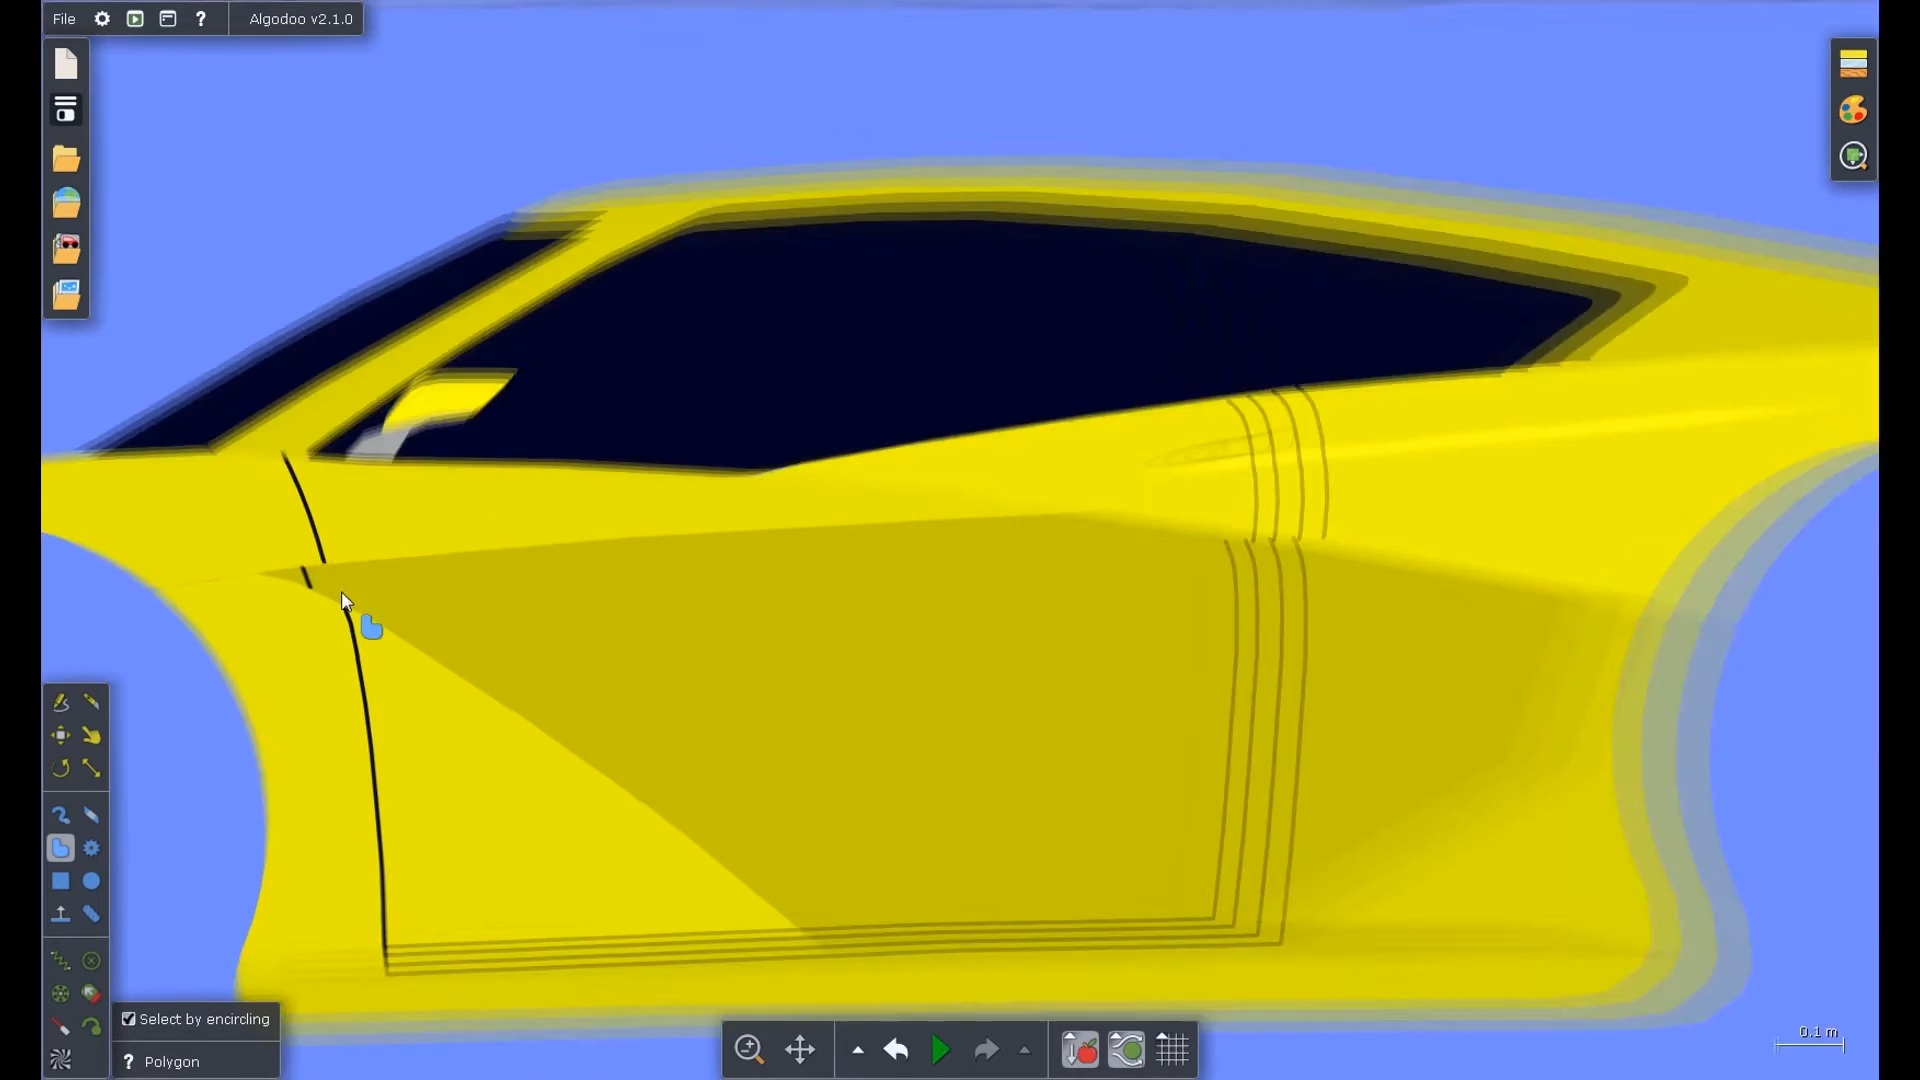 File ? Algodoo v2.1.0
Select by encircling
? Polygon
0.1 m